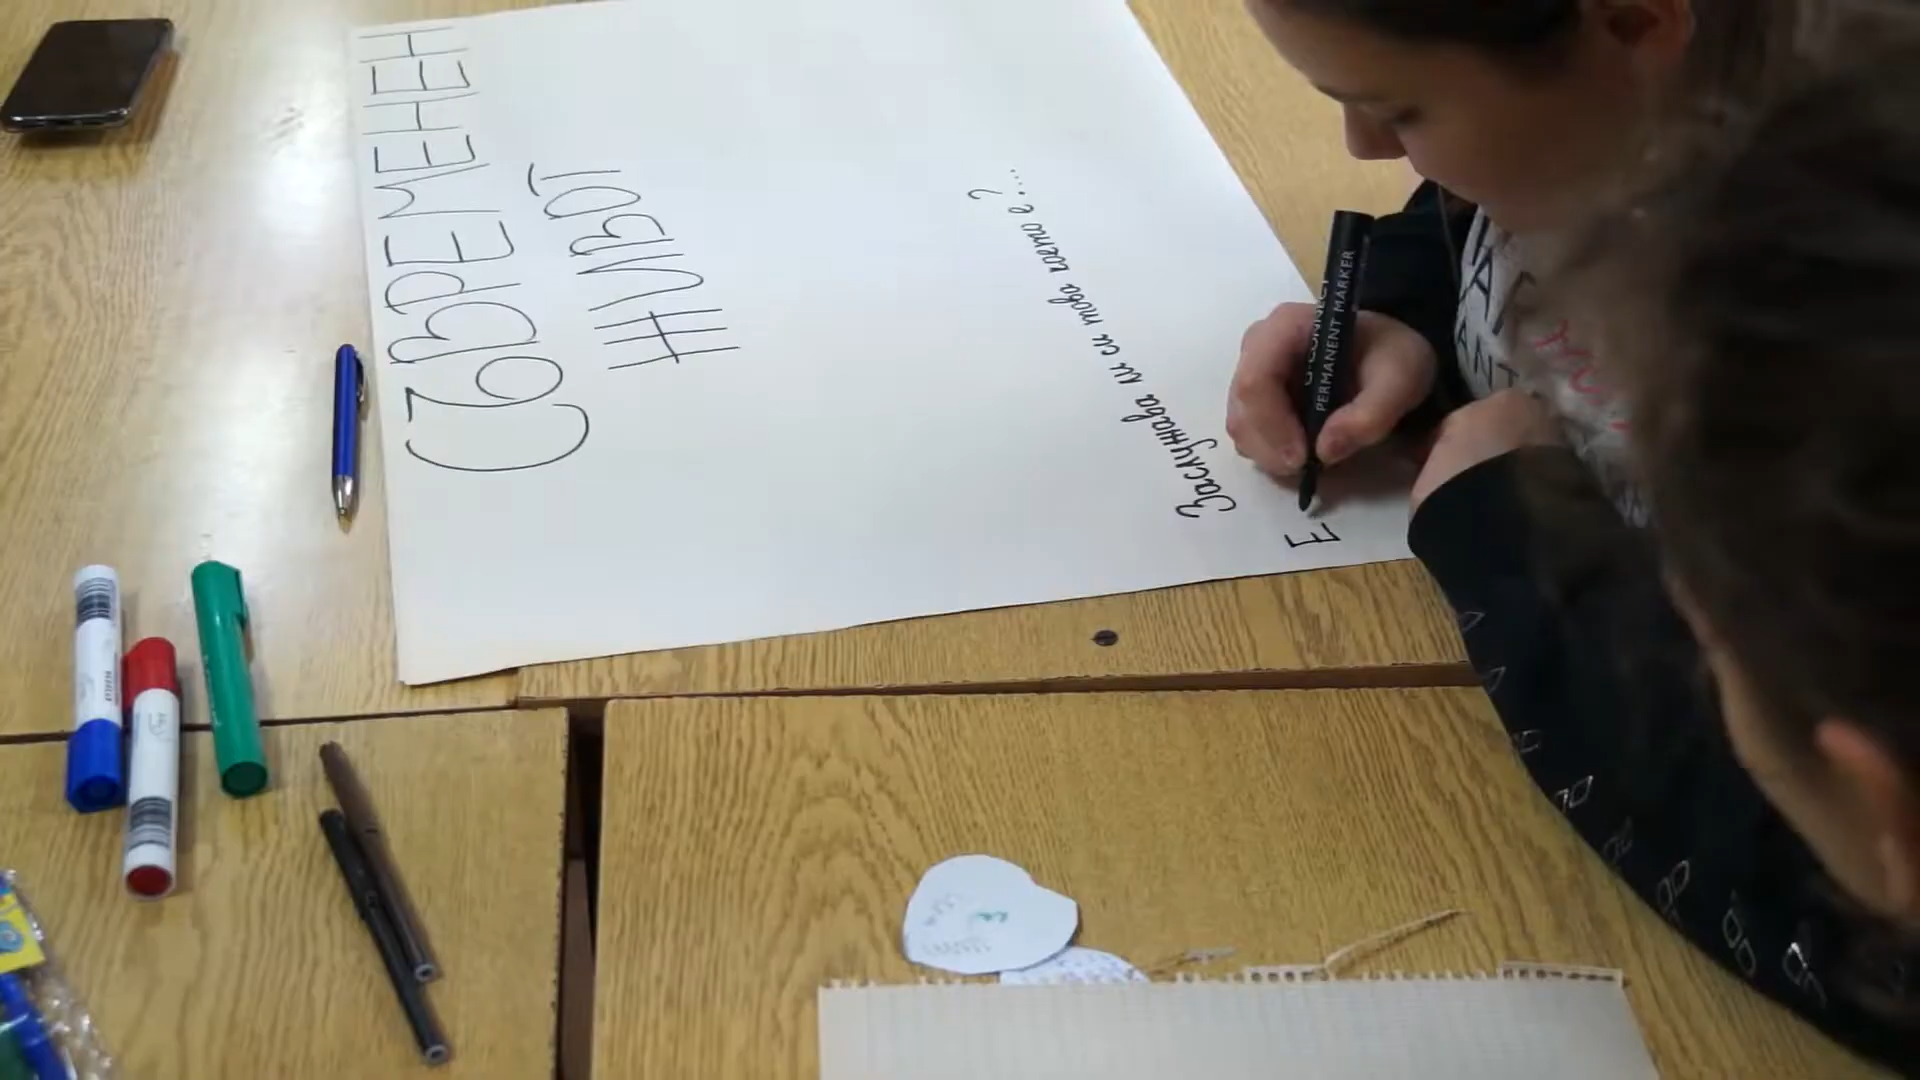 СЪВРЕМЕНЕН
ЖИВОТ
Заслужава ли си това което е?....
Е
PERMANENT MARKER